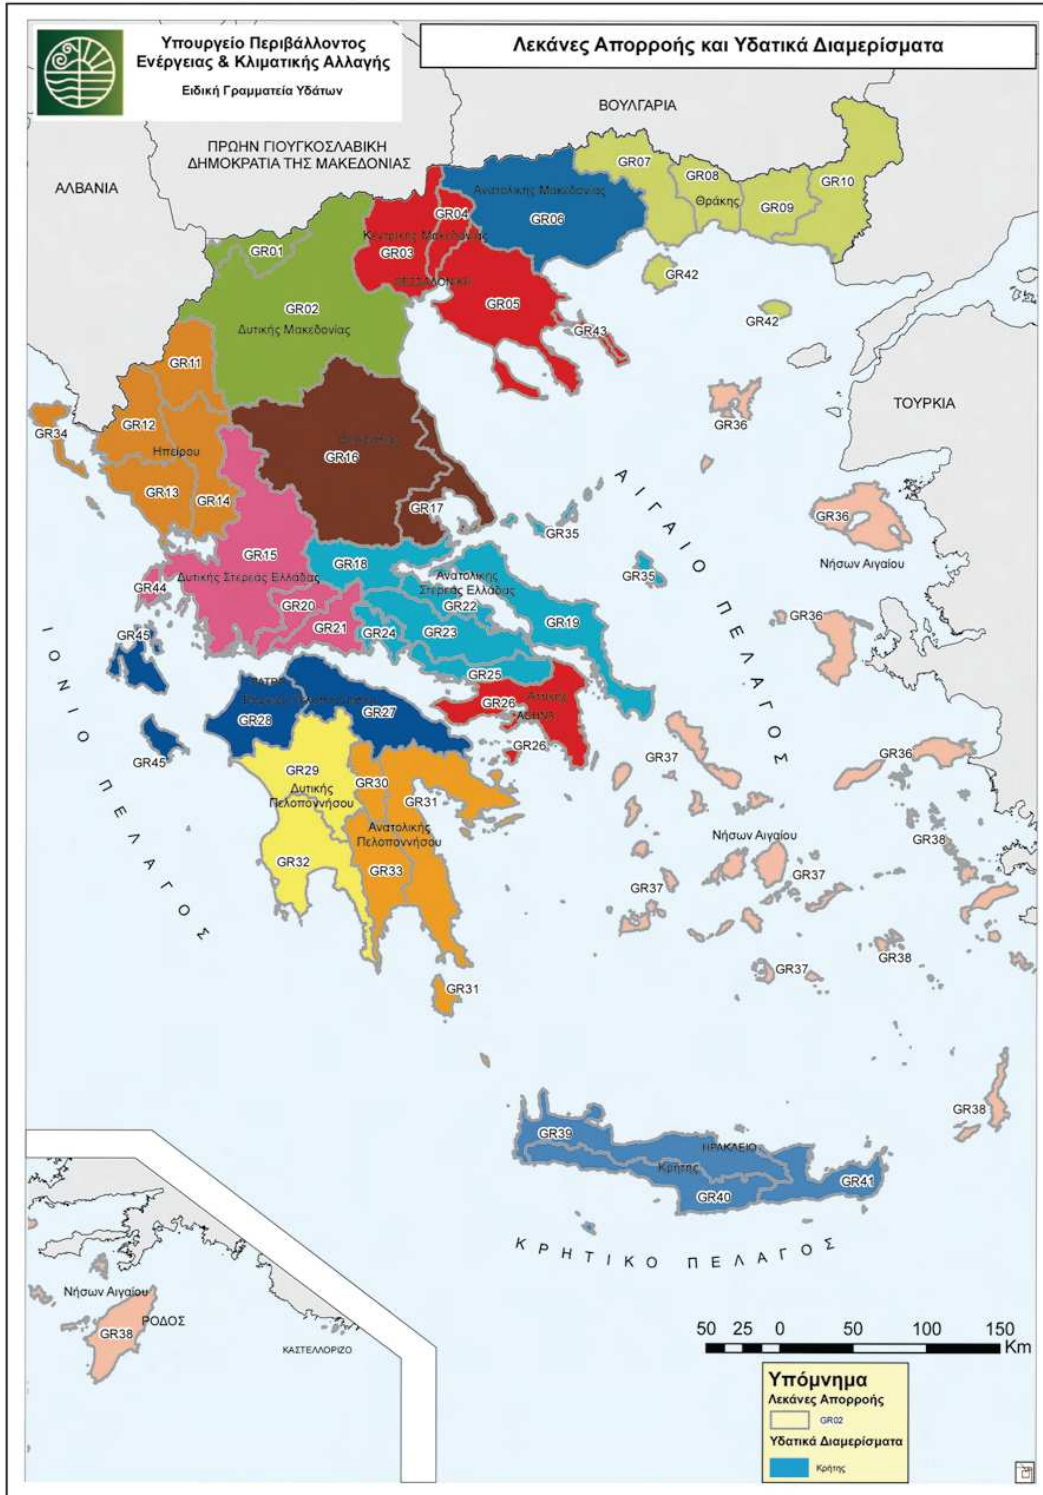 Υπουργείο Περιβάλλοντος
Ενέργειας & Κλιματικής Αλλαγής
Ειδική Γραμματεία Υδάτων
Λεκάνες Απορροής και Υδατικά Διαμερίσματα
ΒΟΥΛΓΑΡΙΑ
ΠΡΩΗΝ ΓΙΟΥΓΚΟΣΛΑΒΙΚΗ
ΔΗΜΟΚΡΑΤΙΑ ΤΗΣ ΜΑΚΕΔΟΝΙΑΣ
ΑΛΒΑΝΙΑ
GR07
GR08
GR10
Ανατολικής Μακεδονίας
Θράκης
GR09
GR06
GR04
Κεντρικής Μακεδονίας
GR03
GR01
GR42
ΘΕΣΣΑΛΟΝΙΚΗ
GR05
GR02
GR42
Δυτικής Μακεδονίας
GR43
GR11
ΤΟΥΡΚΙΑ
GR36
GR12
GR34
Ηπείρου
GR16
GR13
GR14
GR17
ΑΙΓΑΙΟ ΠΕΛΑΓΟΣ
GR36
GR35
GR15
GR18
Νήσων Αιγαίου
Δυτικής Στερεάς Ελλάδας
Ανατολικής
Στερεάς Ελλάδας
GR35
GR44
GR20
GR22
GR36
GR45
GR21
GR24
GR23
GR19
ΙΟΝΙΟ ΠΕΛΑΓΟΣ
GR25
ΠΑΤΡΑ
Αττικής
GR26
ΑΘΗΝΑ
GR28
GR27
GR26
GR45
GR37
GR36
GR29
GR30
Δυτικής
Πελοποννήσου
GR31
Ανατολικής
Πελοποννήσου
Νήσων Αιγαίου
GR38
GR32
GR33
GR37
GR37
GR38
GR37
GR31
GR38
GR39
ΗΡΑΚΛΕΙΟ
Κρήτης
GR41
GR40
ΚΡΗΤΙΚΟ ΠΕΛΑΓΟΣ
Νήσων Αιγαίου
ΡΟΔΟΣ
GR38
ΚΑΣΤΕΛΛΟΡΙΖΟ
50 25 0 50 100 150
Km
Υπόμνημα
Λεκάνες Απορροής
GR02
Υδατικά Διαμερίσματα
Κρήτης